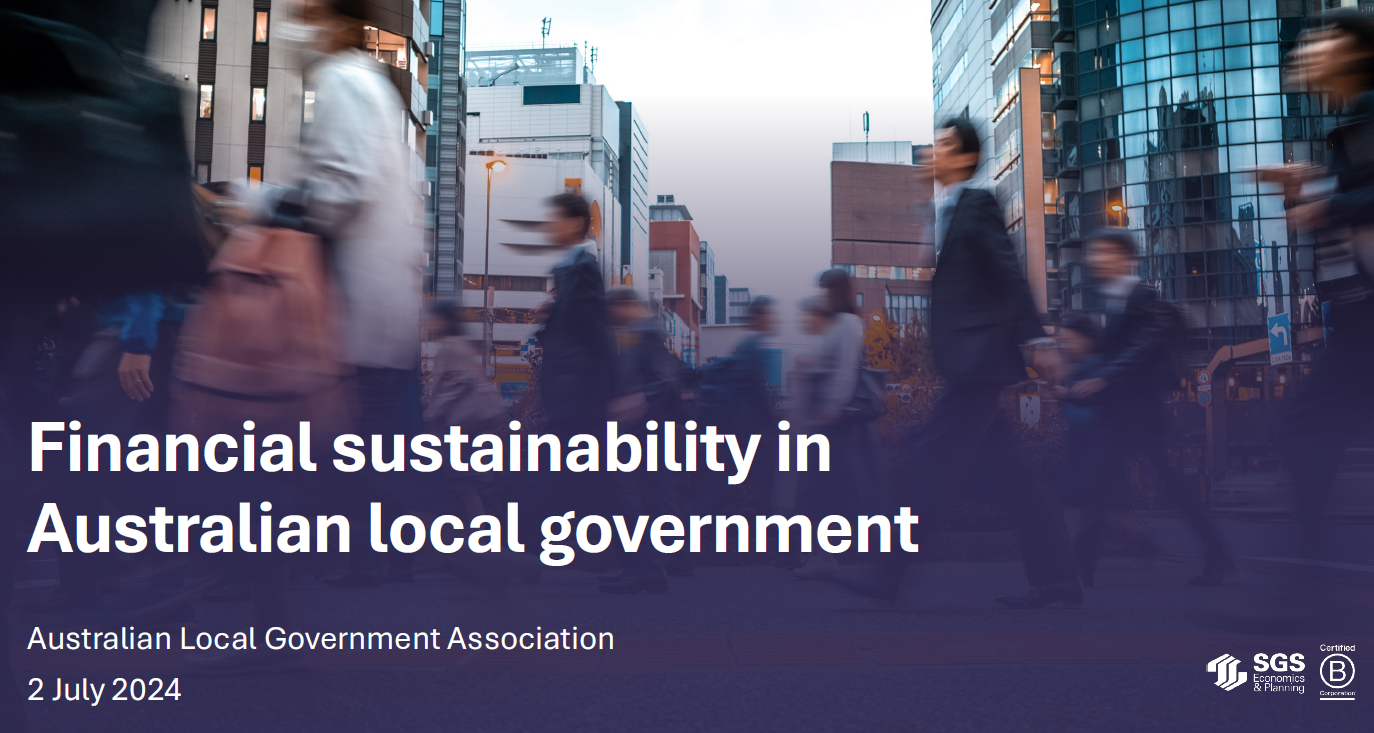 Financial sustainability in
Australian local government
Australian Local Government Association
2 July 2024
SGS
Economics
& Planning
Certified
B
Corporation